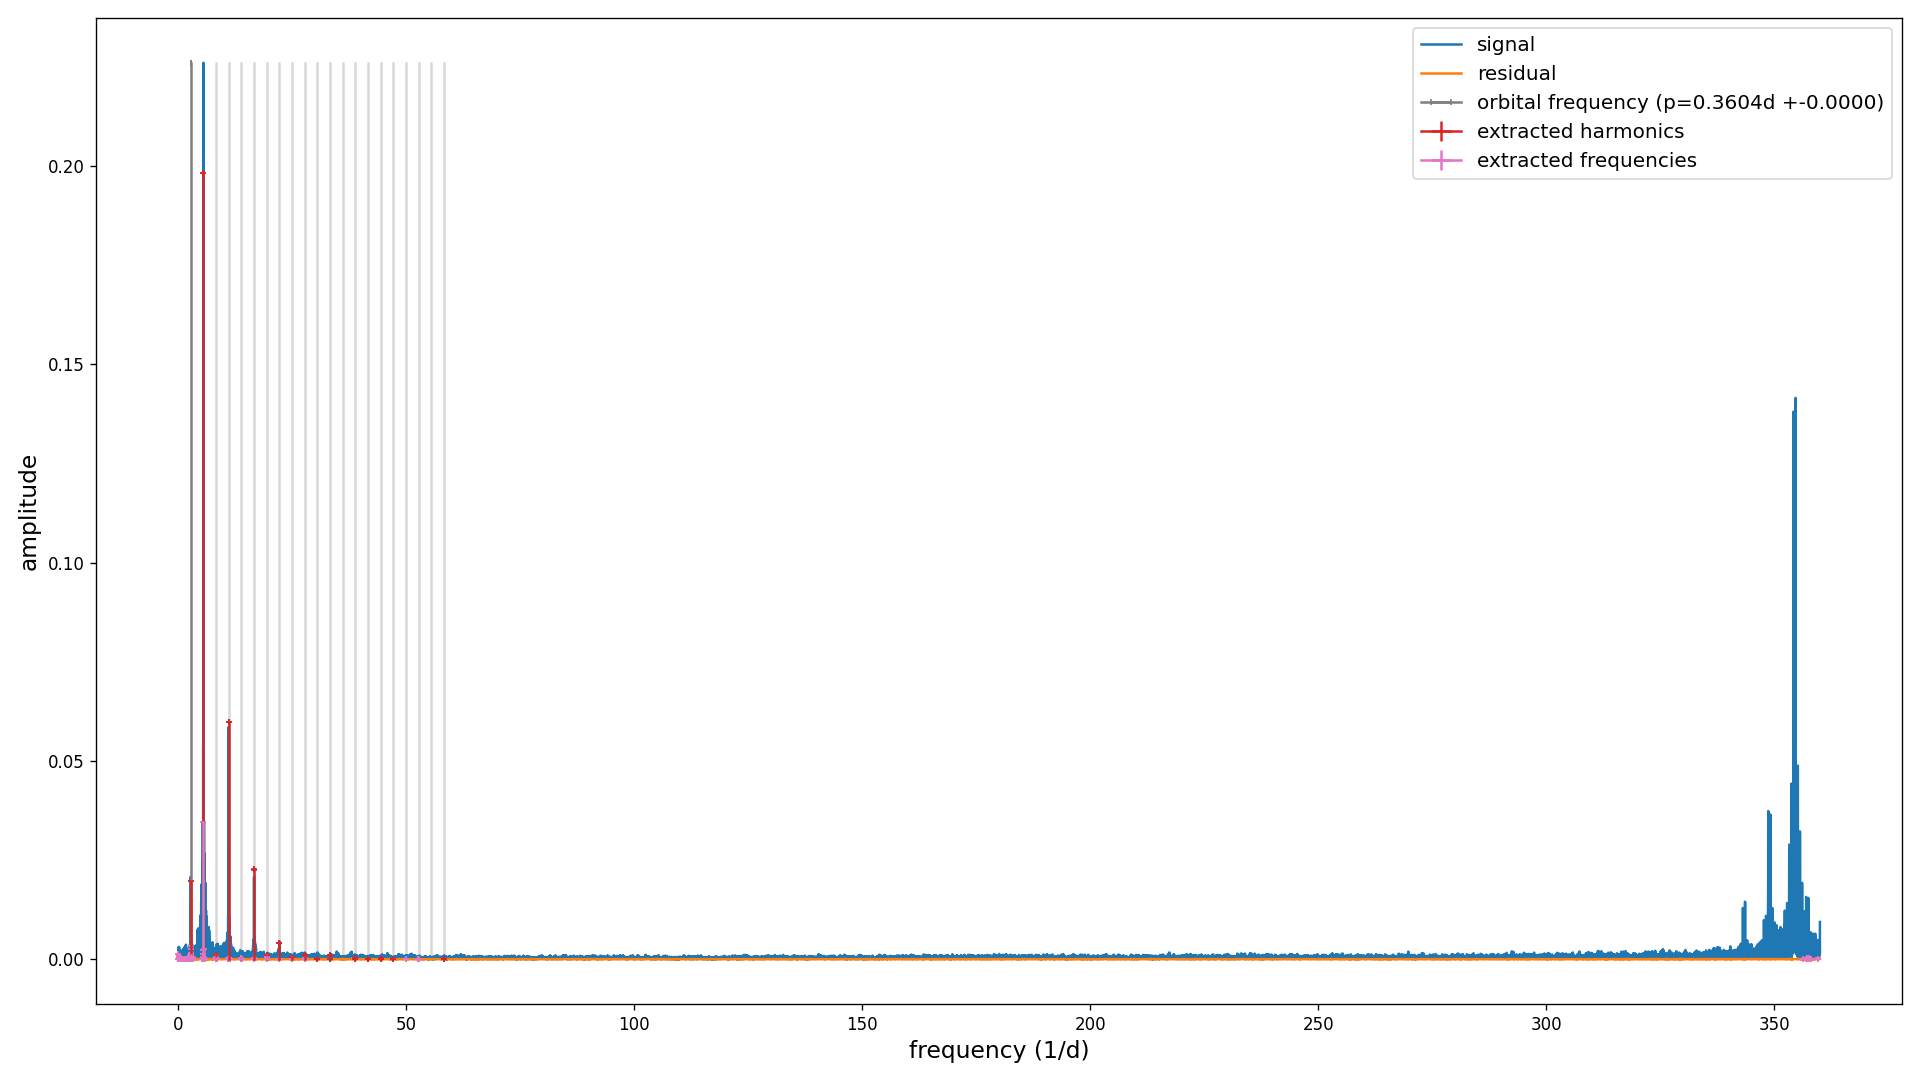 signal
residual
orbital frequency (p=0.3604d +-0.0000)
extracted harmonics
extracted frequencies
amplitude
0.20
0.15
0.10
0.05
0.00
0 50 100 150 200 250 300 350
frequency (1/d)